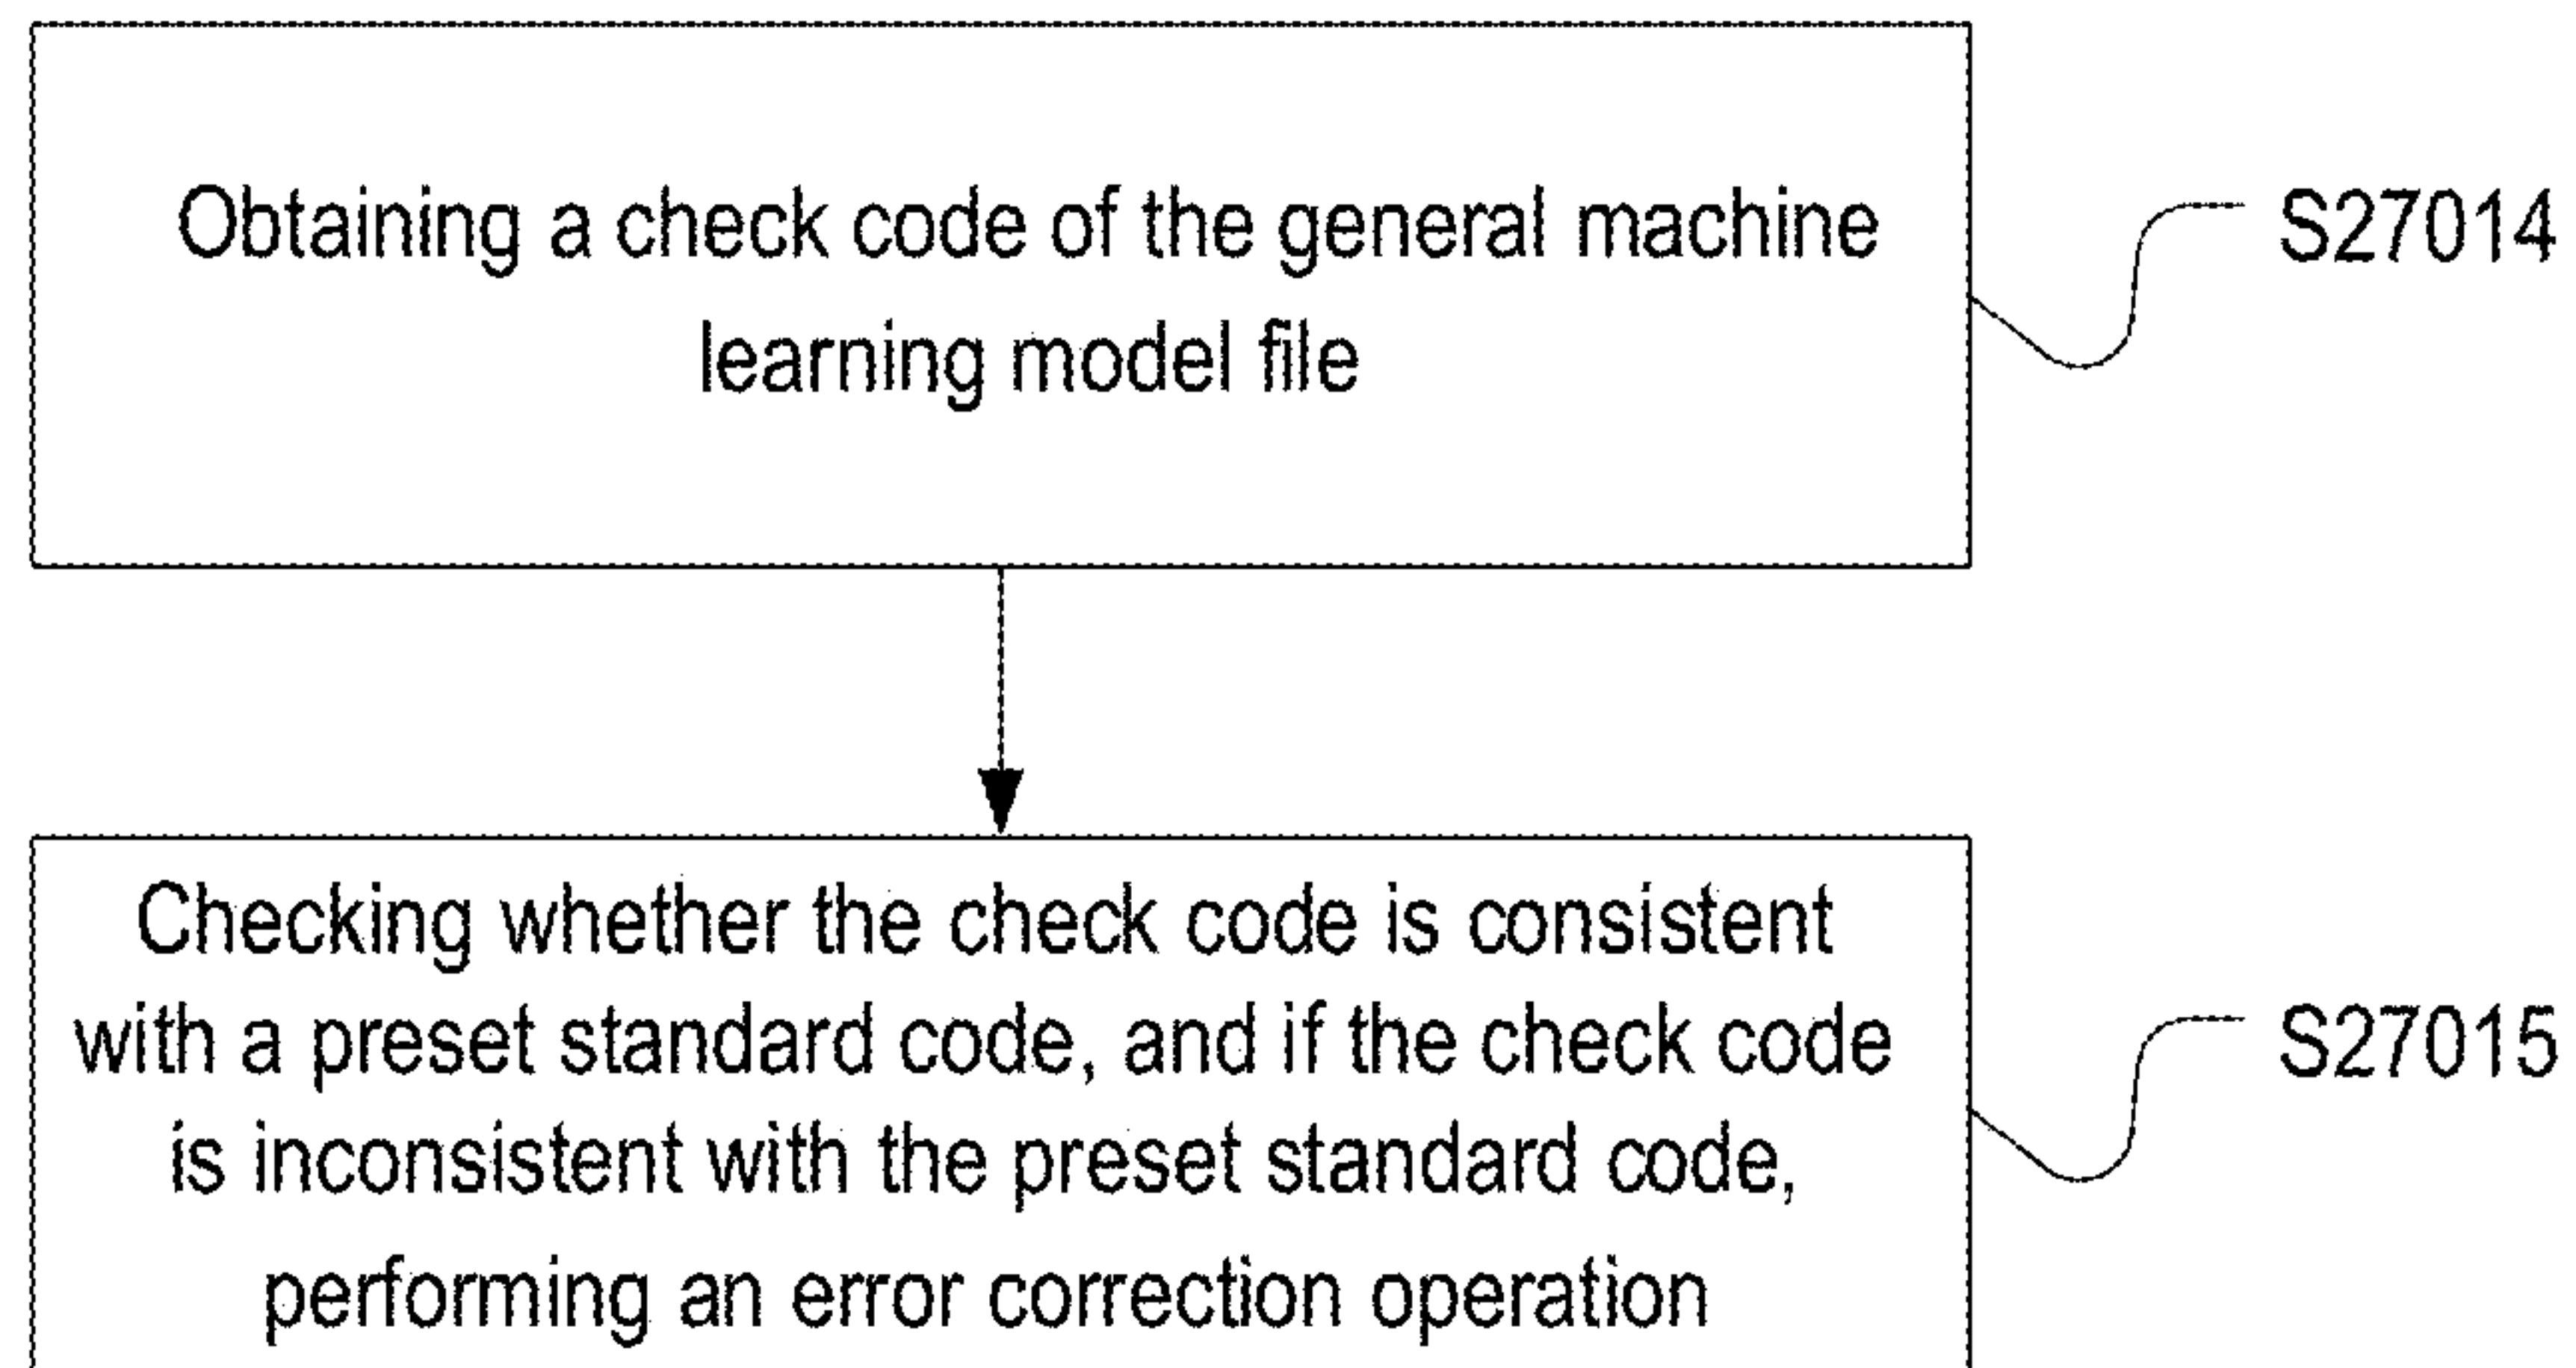 Obtaining a check code of the general machine
learning model file
S27014
Checking whether the check code is consistent
with a preset standard code, and if the check code
is inconsistent with the preset standard code,
performing an error correction operation
S27015